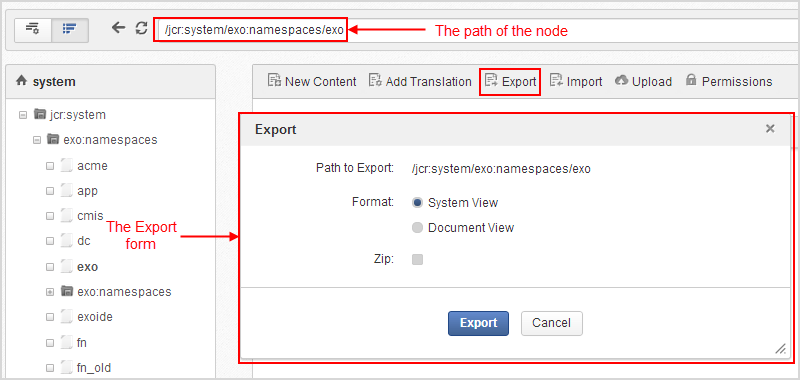 /jcr:system/exo:namespaces/exo
The path of the node
system
New Content Add Translation Export Import Upload Permissions
jcr:system
exo:namespaces
acme
app
cmis
dc
exo
exo:namespaces
exoide
fn
fn_old
The Export
form
Export
Path to Export: /jcr:system/exo:namespaces/exo
Format: System View
Document View
Zip:
Export Cancel